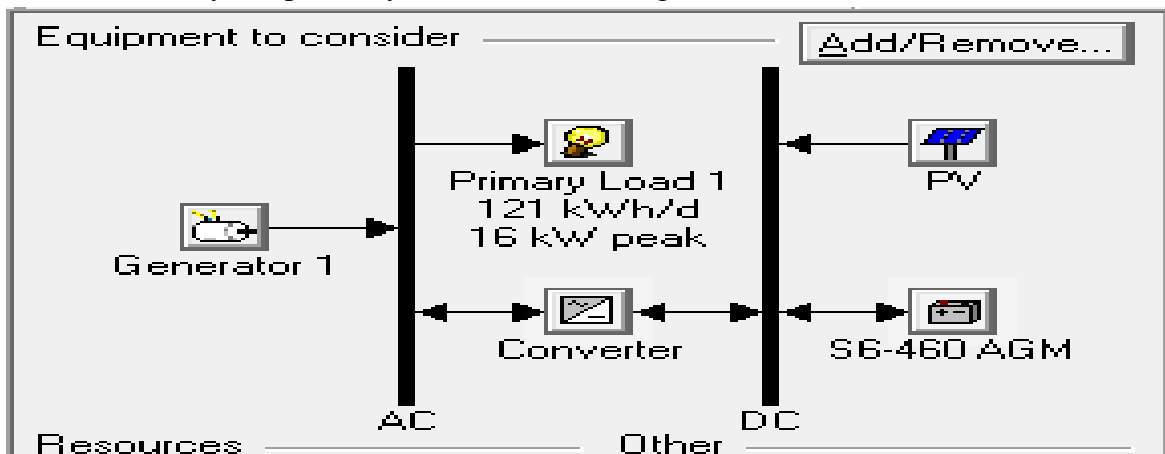 Equipment to consider
Add/Remove...
Primary Load 1
121 kWh/d
16 kW peak
PV
Generator 1
Converter
S6-460 AGM
AC
DC
Resources
Other